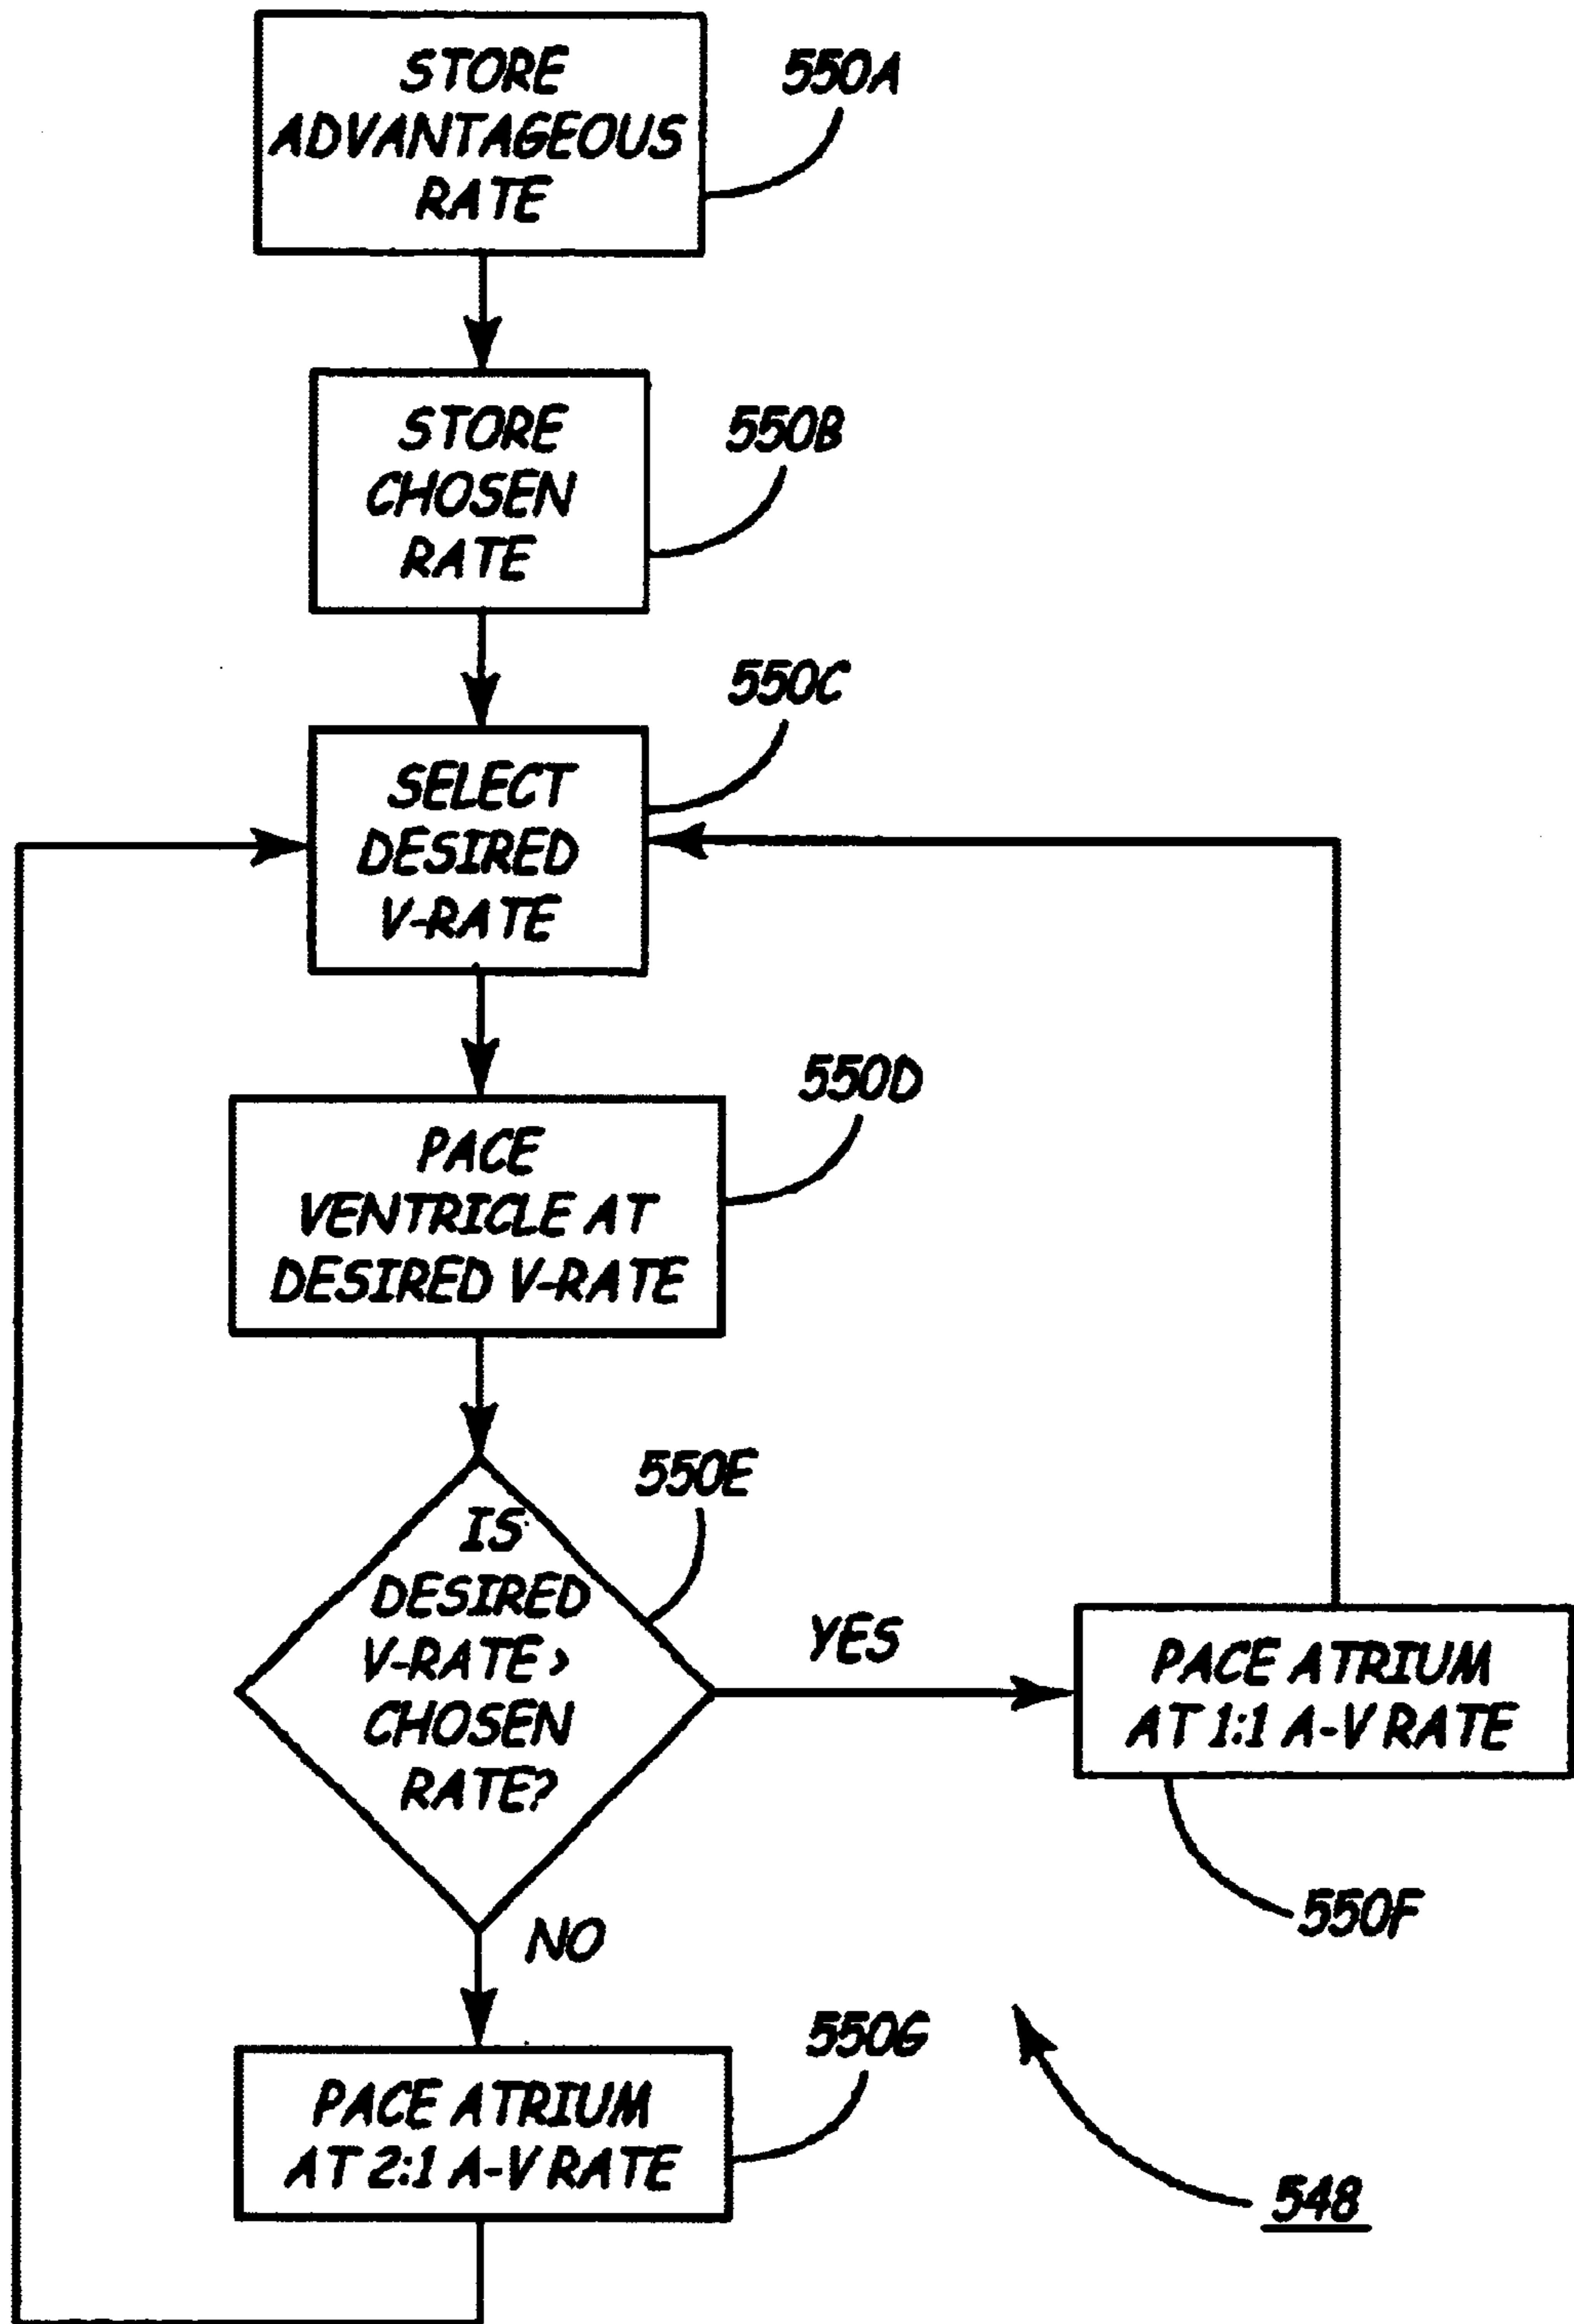 STORE
ADVANTAGEOUS
RATE
550A
STORE
CHOSEN
RATE
550B
550C
SELECT
DESIRED
V-RATE
550D
PACE
VENTRICLE AT
DESIRED V-RATE
550E
IS
DESIRED
V-RATE >
CHOSEN
RATE?
YES
PACE ATRIUM
AT 1:1 A-V RATE
550F
NO
550G
PACE ATRIUM
AT 2:1 A-V RATE
548